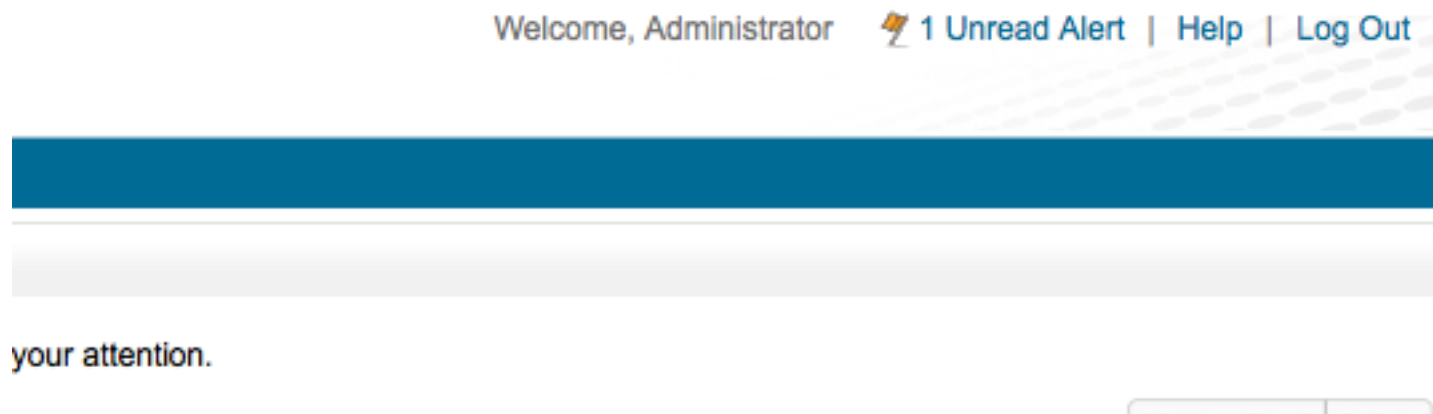 Welcome, Administrator 1 Unread Alert | Help | Log Out
your attention.